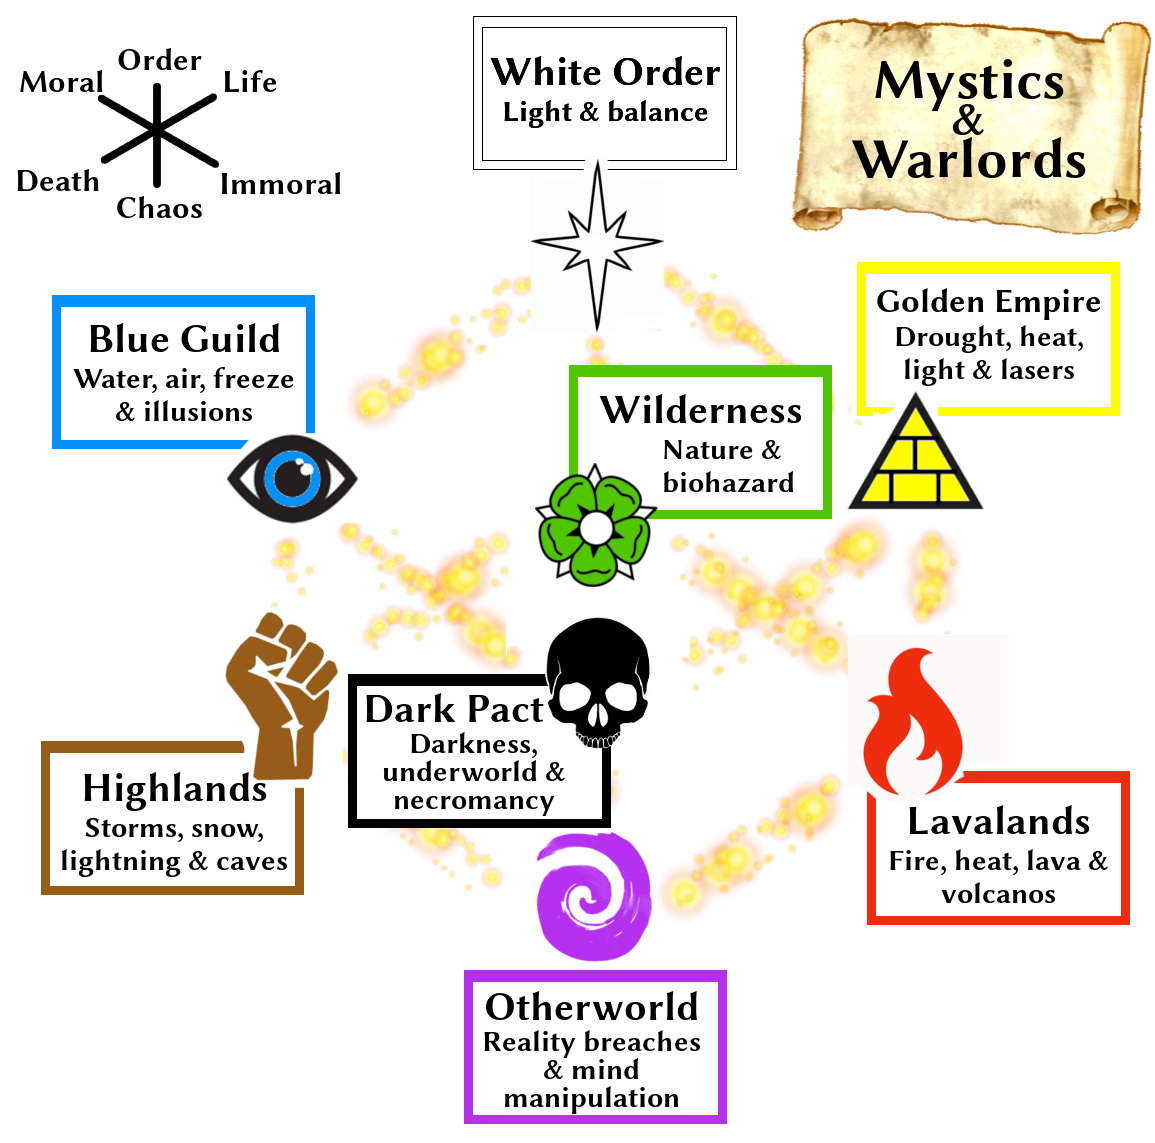 Order
Moral
Life
Death
Immoral
Chaos
White Order
Light & balance
Mystics
&
Warlords
Blue Guild
Water, air, freeze
& illusions
Golden Empire
Drought, heat,
light & lasers
Wilderness
Nature &
biohazard
Highlands
Storms, snow,
lightning & caves
Dark Pact
Darkness,
underworld &
necromancy
Lavalands
Fire, heat, lava &
volcanos
Otherworld
Reality breaches
& mind
manipulation